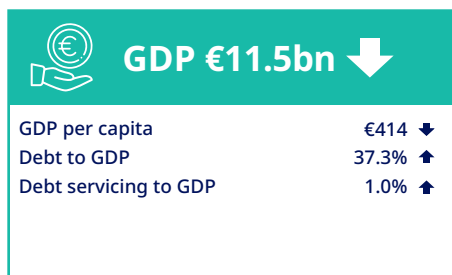 GDP €11.5bn
GDP per capita €414
Debt to GDP 37.3%
Debt servicing to GDP 1.0%